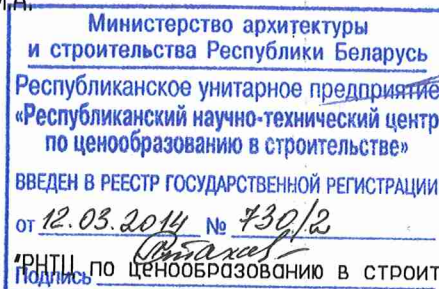 Министерство архитектуры
и строительства Республики Беларусь
Республиканское унитарное предприятие
«Республиканский научно-технический центр
по ценообразованию в строительстве»
ВВЕДЕН В РЕЕСТР ГОСУДАРСТВЕННОЙ РЕГИСТРАЦИИ
от 12.03.2014 № 730/2
РНТЦ по ценообразованию в строит
Подпись